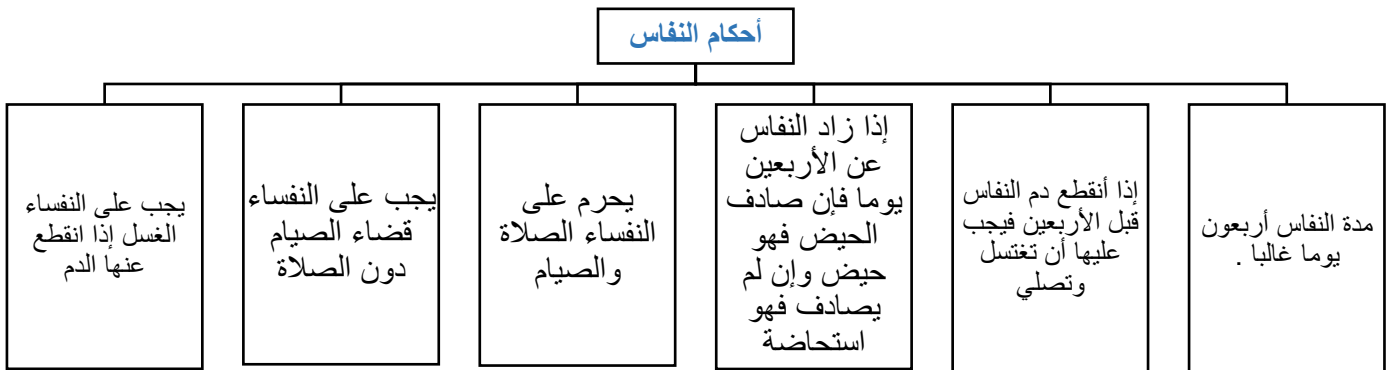 أحكام النفاس
مدة النفاس أربعون
يوما غالبا .
إذا أنقطع دم النفاس
قبل الأربعين فيجب
عليها أن تغتسل
وتصلي
إذا زاد النفاس
عن الأربعين
يوما فإن صادف
الحيض فهو
حيض وإن لم
يصادف فهو
استحاضة
يحرم على
النفساء الصلاة
والصيام
يجب على النفساء
قضاء الصيام
دون الصلاة
يجب على النفساء
الغسل إذا انقطع
عنها الدم